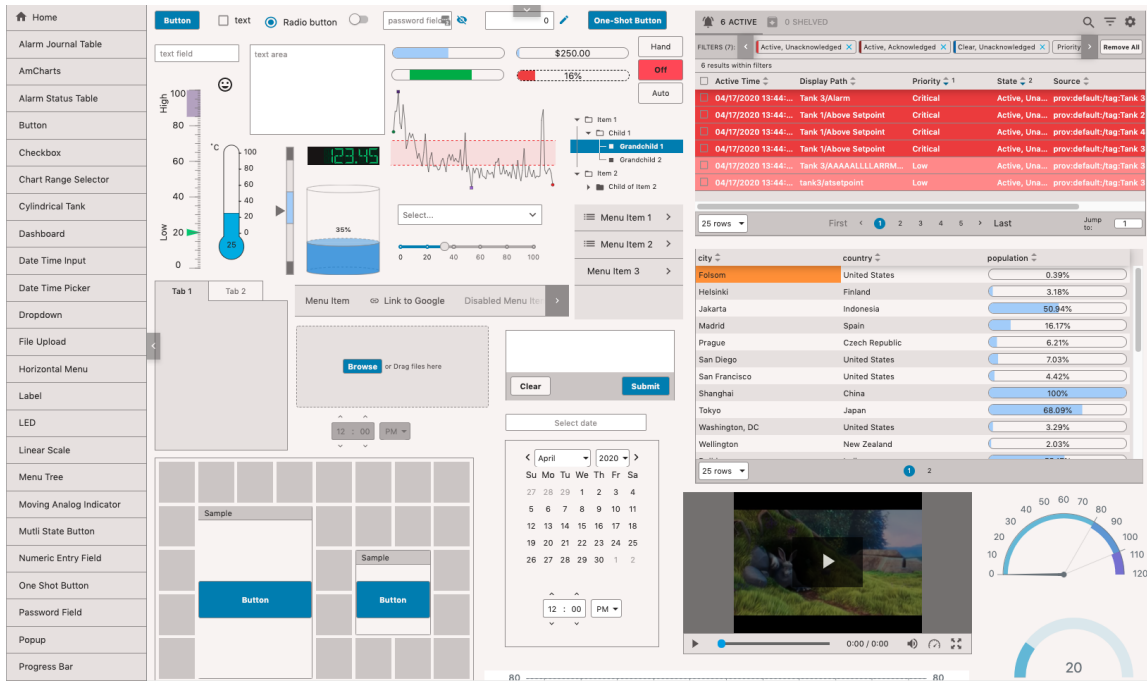 Home
Alarm Journal Table
AmCharts
Alarm Status Table
Button
Checkbox
Chart Range Selector
Cylindrical Tank
Dashboard
Date Time Input
Date Time Picker
Dropdown
File Upload
Horizontal Menu
Label
LED
Linear Scale
Menu Tree
Moving Analog Indicator
Mutli State Button
Numeric Entry Field
One Shot Button
Password Field
Popup
Progress Bar
Button text Radio button password field 0 One-Shot Button
text field
text area
$250.00
16%
Hand
Off
Auto
High
Low
100
80
60
40
20
0
°C
100
80
60
40
20
0
25
123.45
35%
Item 1
Child 1
Grandchild 1
Grandchild 2
Item 2
Child of Item 2
Select...
0 20 40 60 80 100
Menu Item 1
Menu Item 2
Menu Item 3
Tab 1 Tab 2
Menu Item Link to Google Disabled Menu Ite
Browse or Drag files here
12 : 00 PM
Clear Submit
Select date
April 2020
Su Mo Tu We Th Fr Sa
27 28 29 1 2 3 4
5 6 7 8 9 10 11
12 13 14 15 16 17 18
19 20 21 22 23 24 25
26 27 28 29 30 1 2
12 : 00 PM
Sample
Button
Sample
Button
6 ACTIVE 0 SHELVED
FILTERS (7): Active, Unacknowledged Active, Acknowledged Clear, Unacknowledged Priority Remove All
6 results within filters
Active Time Display Path Priority 1 State 2 Source
04/17/2020 13:44:... Tank 3/Alarm Critical Active, Una... prov:default:/tag:Tank 3
04/17/2020 13:44:... Tank 1/Above Setpoint Critical Active, Una... prov:default:/tag:Tank 2
04/17/2020 13:44:... Tank 1/Above Setpoint Critical Active, Una... prov:default:/tag:Tank 3
04/17/2020 13:44:... Tank 1/Above Setpoint Critical Active, Una... prov:default:/tag:Tank 3
04/17/2020 13:44:... Tank 3/AAAAALLLLARRM... Low Active, Una... prov:default:/tag:Tank 3
04/17/2020 13:44:... tank3/atsetpoint Low Active, Una... prov:default:/tag:Tank 3
25 rows First 1 2 3 4 5 Last Jump to: 1
city country population
Folsom United States 0.39%
Helsinki Finland 3.18%
Jakarta Indonesia 50.94%
Madrid Spain 16.17%
Prague Czech Republic 6.21%
San Diego United States 7.03%
San Francisco United States 4.42%
Shanghai China 100%
Tokyo Japan 68.09%
Washington, DC United States 3.29%
Wellington New Zealand 2.03%
25 rows 1 2
0:00 / 0:00
0 10 20 30 40 50 60 70 80 90 100 110 120
20
80 80